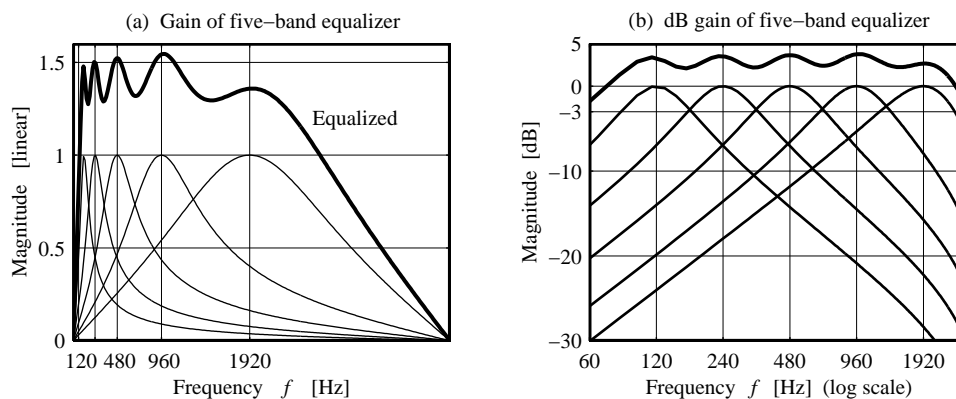 (a) Gain of five−band equalizer
Magnitude [linear]
1.5
1
0.5
0
Equalized
120 480 960 1920
Frequency f [Hz]
(b) dB gain of five−band equalizer
Magnitude [dB]
5
0
−3
−10
−20
−30
60 120 240 480 960 1920
Frequency f [Hz] (log scale)